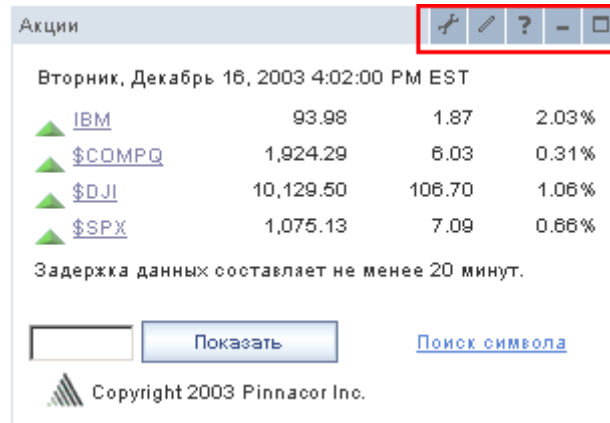 Акции ? –
Вторник, Декабрь 16, 2003 4:02:00 PM EST
IBM 93.98 1.87 2.03%
$COMPQ 1,924.29 6.03 0.31%
$DJI 10,129.50 106.70 1.06%
$SPX 1,075.13 7.09 0.66%
Задержка данных составляет не менее 20 минут.
Показать Поиск символа
Copyright 2003 Pinnacor Inc.